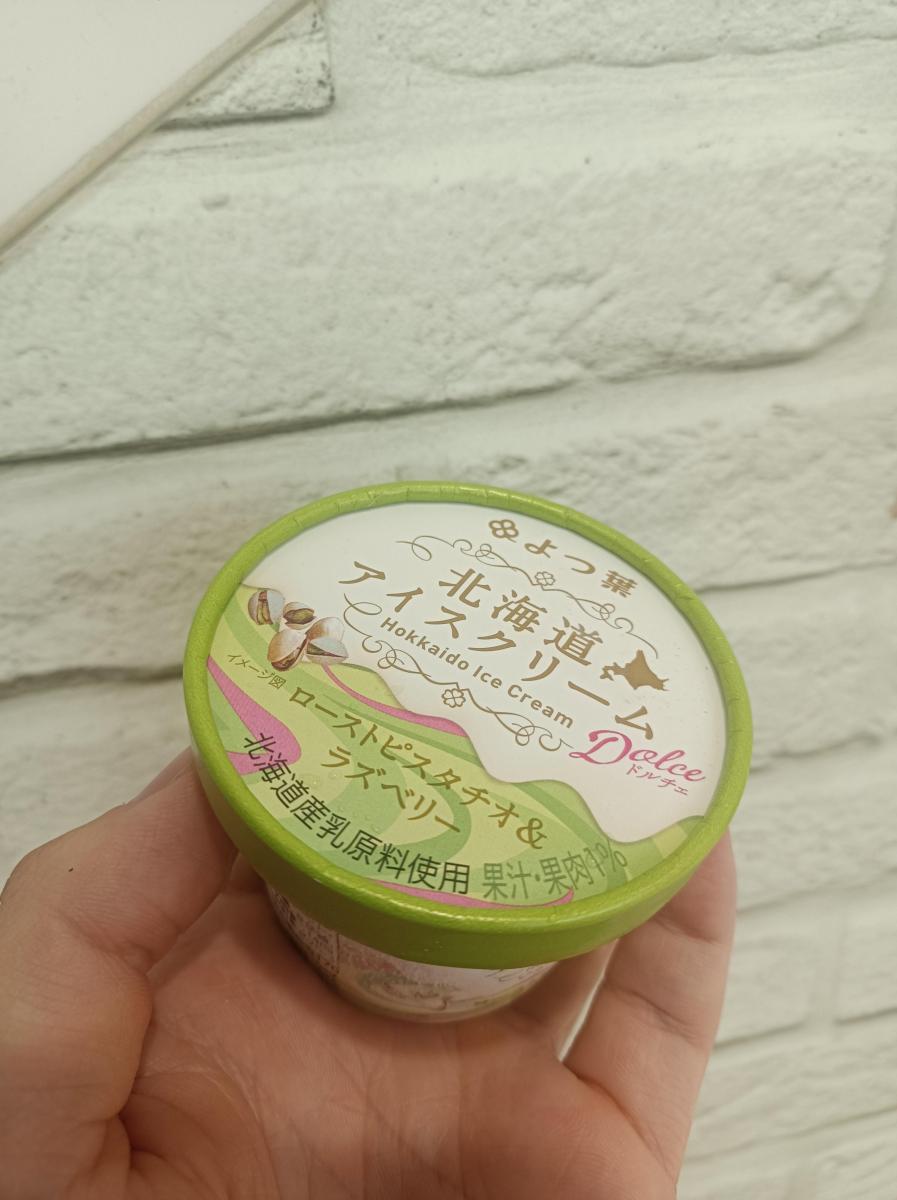 よつ葉
北海道
アイスクリーム
Hokkaido Ice Cream
Dolce
ドルチェ
イメージ図
ローストピスタチオ&
ラズベリー
北海道産乳原料使用 果汁・果肉1%